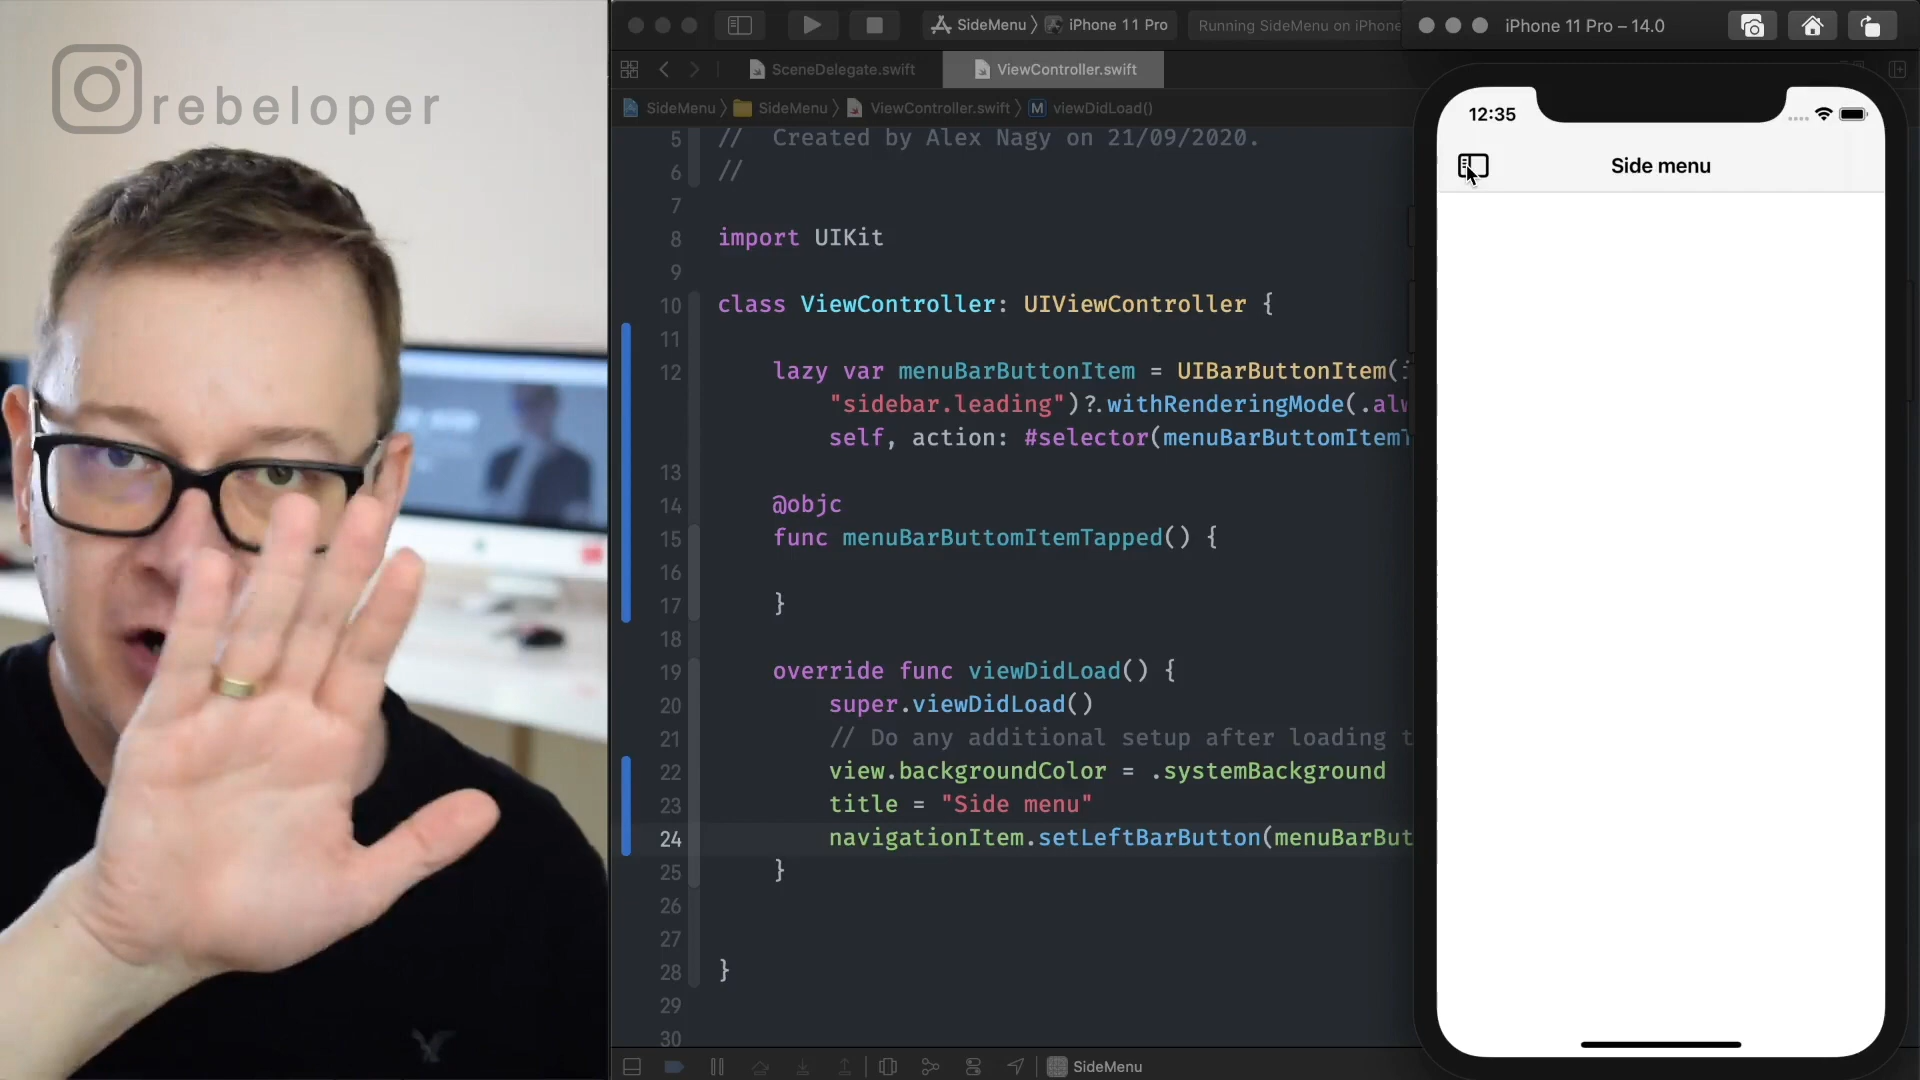 rebeloper
SideMenu
iPhone 11 Pro
Running SideMenu on iPhone
iPhone 11 Pro – 14.0
SceneDelegate.swift
ViewController.swift
SideMenu
SideMenu
ViewController.swift
M
viewDidLoad()
5 // Created by Alex Nagy on 21/09/2020.
6 //
7
8 import UIKit
9
10 class ViewController: UIViewController {
11
12 lazy var menuBarButtonItem = UIBarButtonItem(
"sidebar.leading")?.withRenderingMode(.alw
self, action: #selector(menuBarButtomItemT
13
14 @objc
15 func menuBarButtomItemTapped() {
16
17 }
18
19 override func viewDidLoad() {
20 super.viewDidLoad()
21 // Do any additional setup after loading t
22 view.backgroundColor = .systemBackground
23 title = "Side menu"
24 navigationItem.setLeftBarButton(menuBarBut
25 }
26
27
28 }
29
30
SideMenu
12:35
Side menu